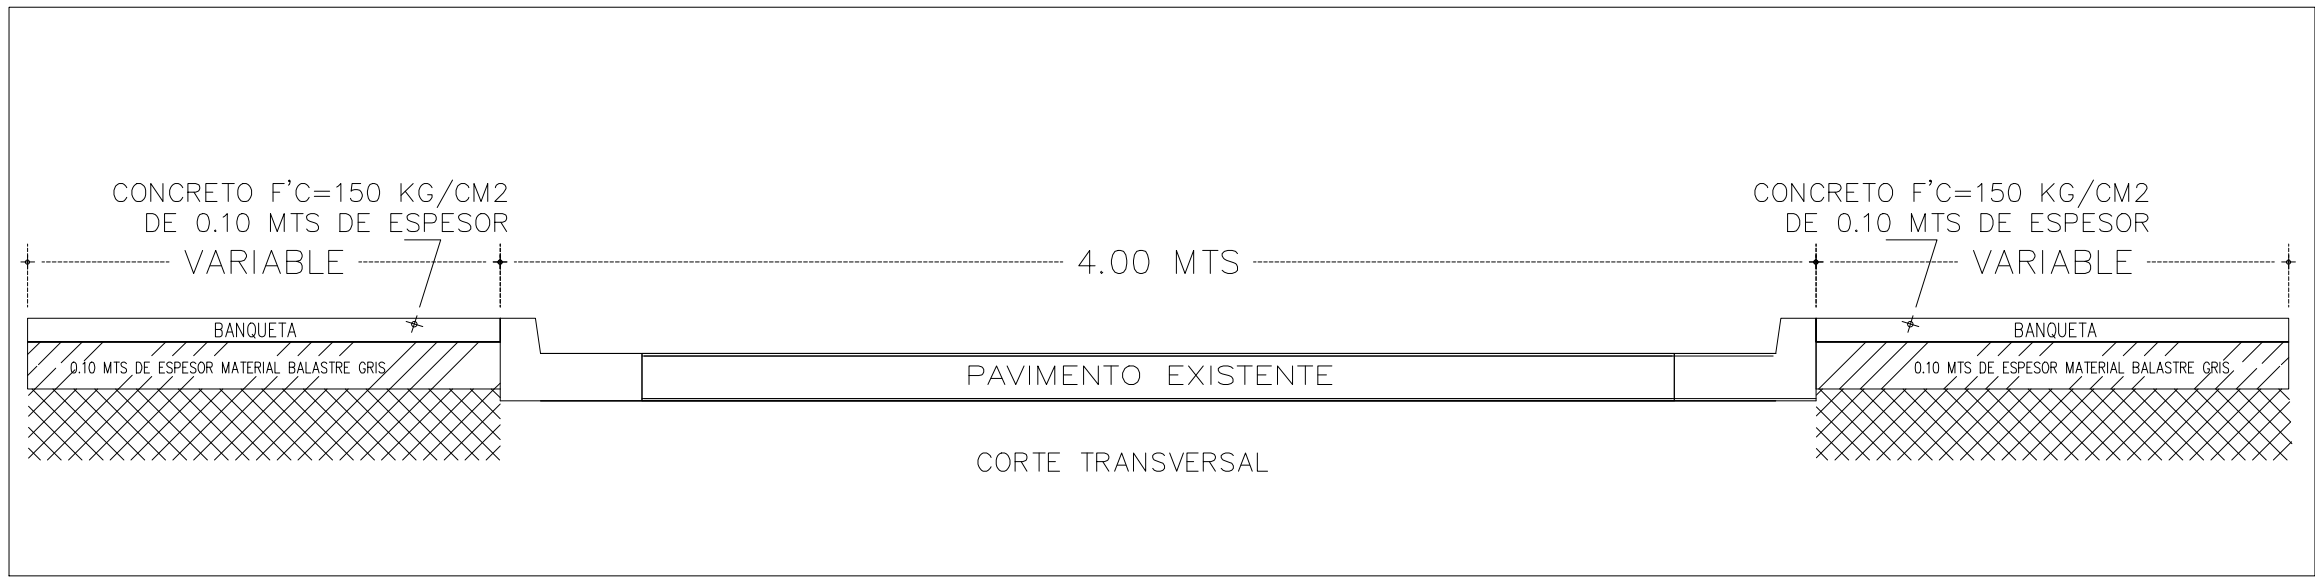 CONCRETO F'C=150 KG/CM2
DE 0.10 MTS DE ESPESOR
CONCRETO F'C=150 KG/CM2
DE 0.10 MTS DE ESPESOR
VARIABLE
4.00 MTS
VARIABLE
BANQUETA
BANQUETA
0.10 MTS DE ESPESOR MATERIAL BALASTRE GRIS
PAVIMENTO EXISTENTE
0.10 MTS DE ESPESOR MATERIAL BALASTRE GRIS
CORTE TRANSVERSAL